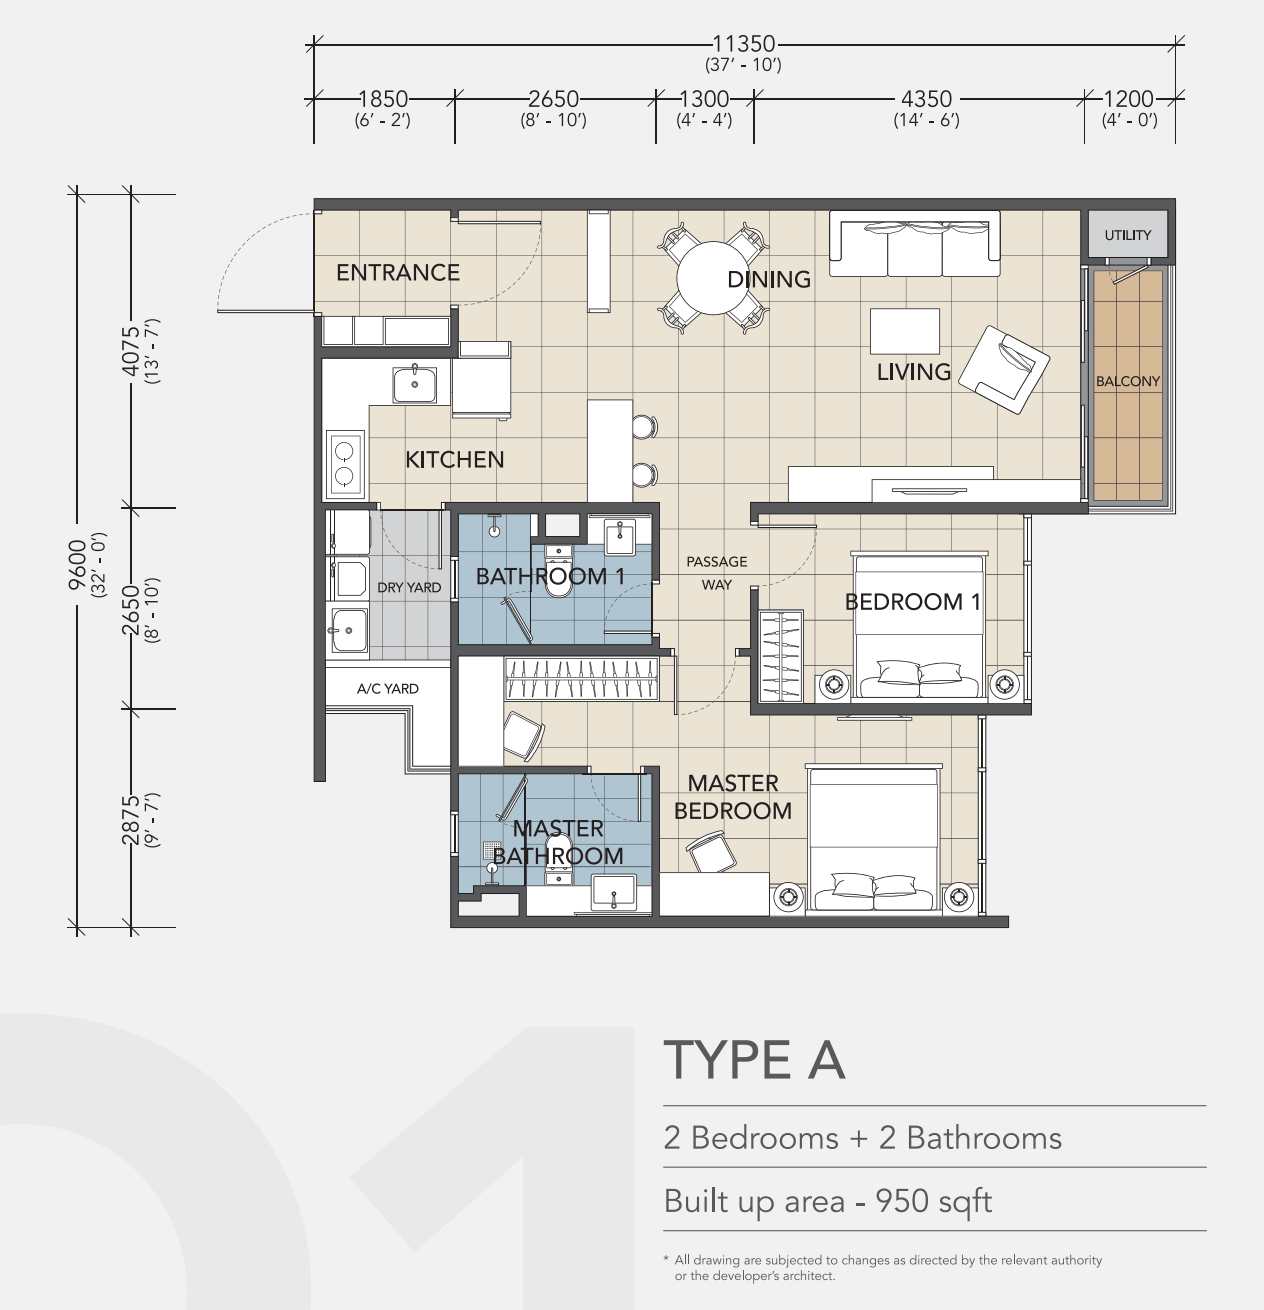 11350
(37' - 10')
1850
(6' - 2')
2650
(8' - 10')
1300
(4' - 4')
4350
(14' - 6')
1200
(4' - 0')
9600
(32' - 0')
4075
(13' - 7')
2650
(8' - 10')
2875
(9' - 7')
ENTRANCE
DINING
UTILITY
LIVING
BALCONY
KITCHEN
PASSAGE
WAY
BATHROOM 1
DRY YARD
BEDROOM 1
A/C YARD
MASTER
BEDROOM
MASTER
BATHROOM
01
TYPE A
2 Bedrooms + 2 Bathrooms
Built up area - 950 sqft
* All drawing are subjected to changes as directed by the relevant authority
or the developer's architect.